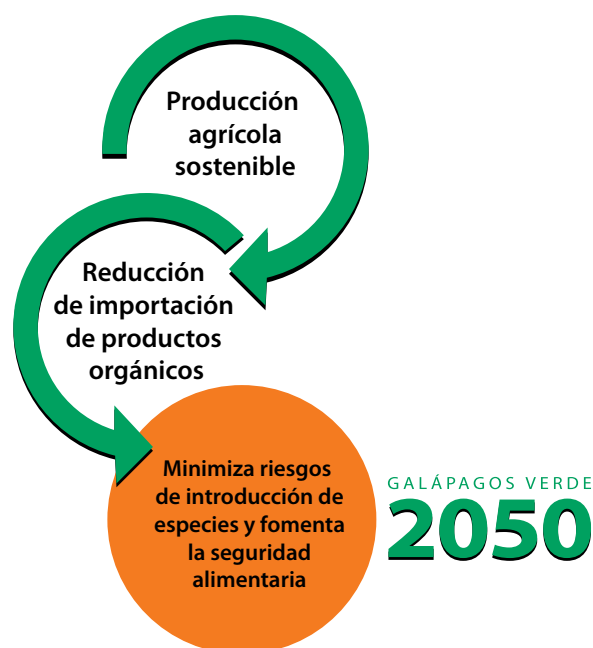 Producción
agrícola
sostenible
Reducción
de importación
de productos
orgánicos
Minimiza riesgos
de introducción de
especies y fomenta
la seguridad
alimentaria
GALÁPAGOS VERDE
2050